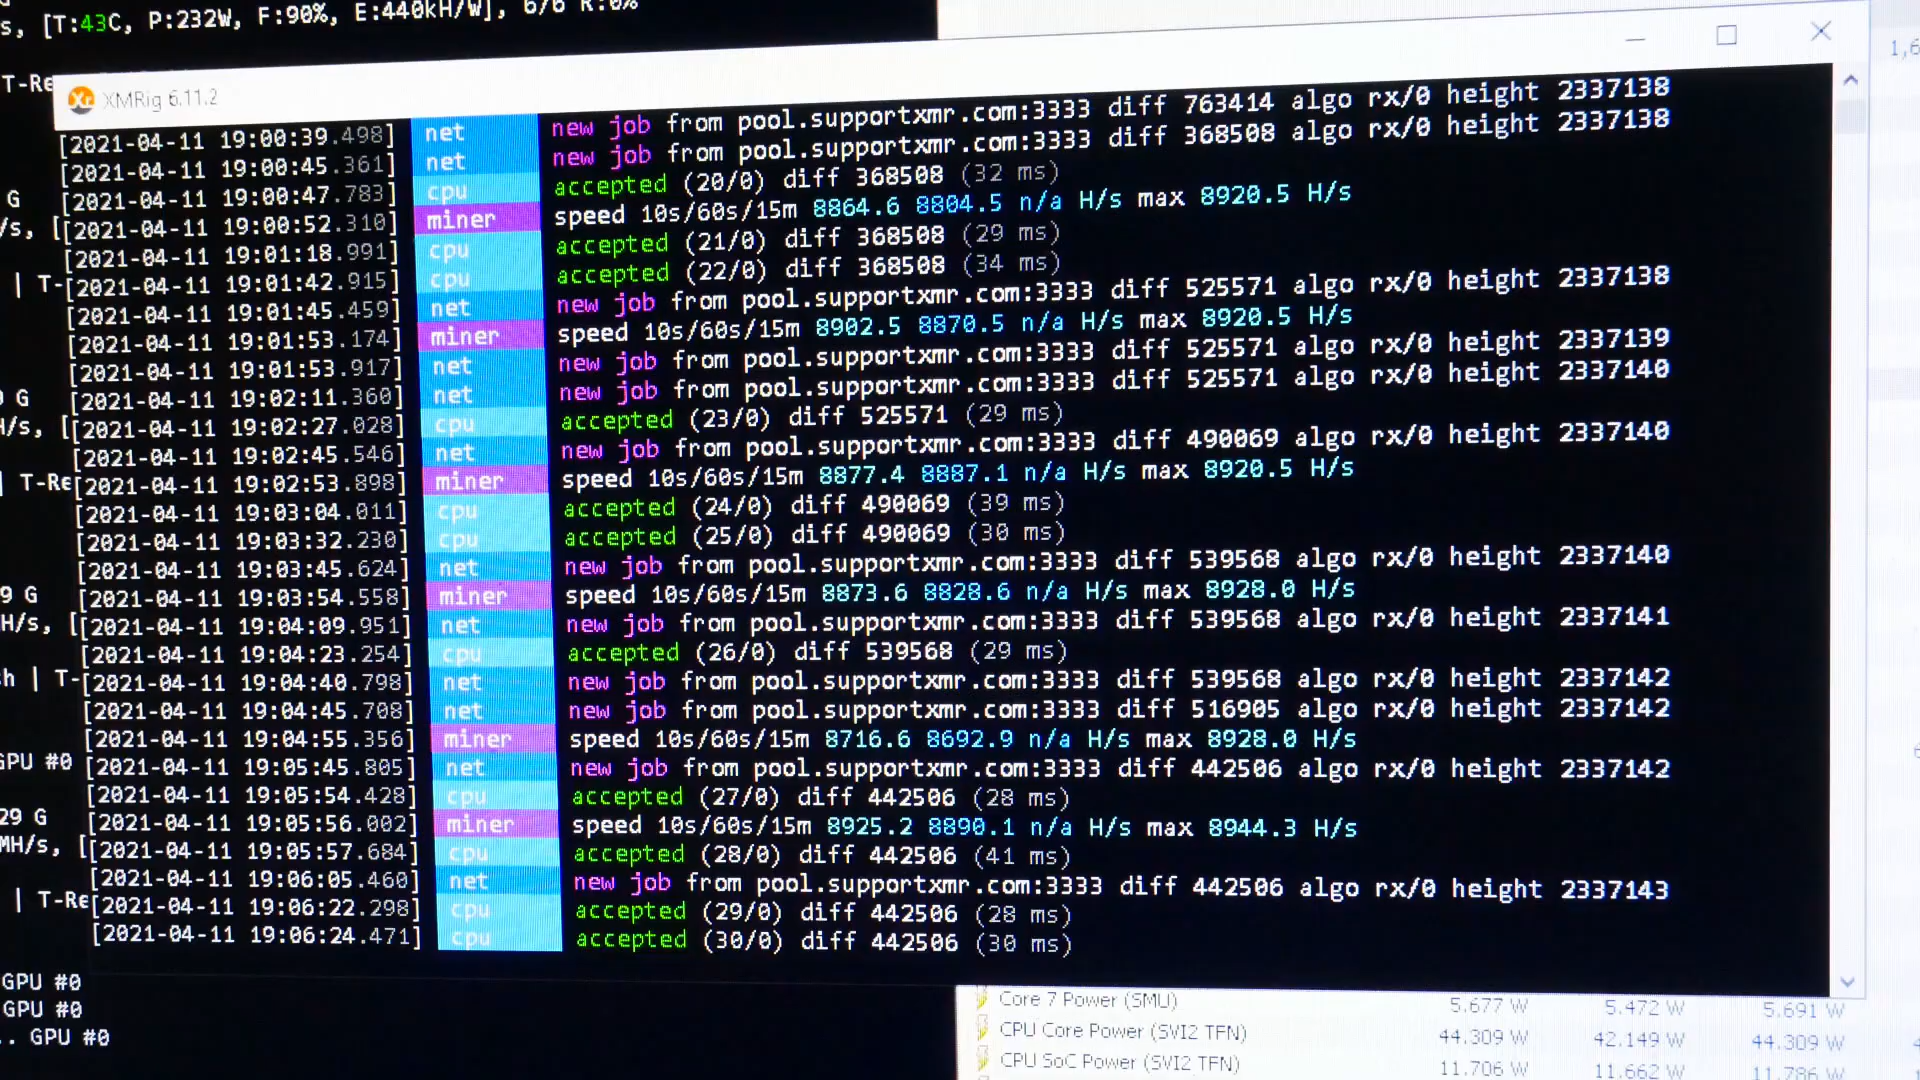 s, [T:43C, P:232W, F:90%, E:440kH/W], 6/6 R:0%
T-Re
1,6
XMRig 6.11.2
[2021-04-11 19:00:39.498] net new job from pool.supportxmr.com:3333 diff 763414 algo rx/0 height 2337138
[2021-04-11 19:00:45.361] net new job from pool.supportxmr.com:3333 diff 368508 algo rx/0 height 2337138
[2021-04-11 19:00:47.783] cpu accepted (20/0) diff 368508 (32 ms)
G
[2021-04-11 19:00:52.310] miner speed 10s/60s/15m 8864.6 8804.5 n/a H/s max 8920.5 H/s
/s, [
[2021-04-11 19:01:18.991] cpu accepted (21/0) diff 368508 (29 ms)
[2021-04-11 19:01:42.915] cpu accepted (22/0) diff 368508 (34 ms)
| T-
[2021-04-11 19:01:45.459] net new job from pool.supportxmr.com:3333 diff 525571 algo rx/0 height 2337138
[2021-04-11 19:01:53.174] miner speed 10s/60s/15m 8902.5 8870.5 n/a H/s max 8920.5 H/s
[2021-04-11 19:01:53.917] net new job from pool.supportxmr.com:3333 diff 525571 algo rx/0 height 2337139
[2021-04-11 19:02:11.360] net new job from pool.supportxmr.com:3333 diff 525571 algo rx/0 height 2337140
G
[2021-04-11 19:02:27.028] cpu accepted (23/0) diff 525571 (29 ms)
H/s, [
[2021-04-11 19:02:45.546] net new job from pool.supportxmr.com:3333 diff 490069 algo rx/0 height 2337140
[2021-04-11 19:02:53.898] miner speed 10s/60s/15m 8877.4 8887.1 n/a H/s max 8920.5 H/s
| T-Re
[2021-04-11 19:03:04.011] cpu accepted (24/0) diff 490069 (39 ms)
[2021-04-11 19:03:32.230] cpu accepted (25/0) diff 490069 (30 ms)
[2021-04-11 19:03:45.624] net new job from pool.supportxmr.com:3333 diff 539568 algo rx/0 height 2337140
[2021-04-11 19:03:54.558] miner speed 10s/60s/15m 8873.6 8828.6 n/a H/s max 8928.0 H/s
9 G
[2021-04-11 19:04:09.951] net new job from pool.supportxmr.com:3333 diff 539568 algo rx/0 height 2337141
H/s, [
[2021-04-11 19:04:23.254] cpu accepted (26/0) diff 539568 (29 ms)
[2021-04-11 19:04:40.798] net new job from pool.supportxmr.com:3333 diff 539568 algo rx/0 height 2337142
h | T-
[2021-04-11 19:04:45.708] net new job from pool.supportxmr.com:3333 diff 516905 algo rx/0 height 2337142
[2021-04-11 19:04:55.356] miner speed 10s/60s/15m 8716.6 8692.9 n/a H/s max 8928.0 H/s
[2021-04-11 19:05:45.805] net new job from pool.supportxmr.com:3333 diff 442506 algo rx/0 height 2337142
GPU #0
[2021-04-11 19:05:54.428] cpu accepted (27/0) diff 442506 (28 ms)
[2021-04-11 19:05:56.002] miner speed 10s/60s/15m 8925.2 8890.1 n/a H/s max 8944.3 H/s
29 G
[2021-04-11 19:05:57.684] cpu accepted (28/0) diff 442506 (41 ms)
MH/s, [
[2021-04-11 19:06:05.460] net new job from pool.supportxmr.com:3333 diff 442506 algo rx/0 height 2337143
[2021-04-11 19:06:22.298] cpu accepted (29/0) diff 442506 (28 ms)
| T-Re
[2021-04-11 19:06:24.471] cpu accepted (30/0) diff 442506 (30 ms)
GPU #0
GPU #0
.. GPU #0
Core 7 Power (SMU) 5.677 W 5.472 W 5.691 W
CPU Core Power (SVI2 TFN) 44.309 W 42.149 W 44.309 W
CPU SoC Power (SVI2 TFN) 11.706 W 11.662 W 11.786 W